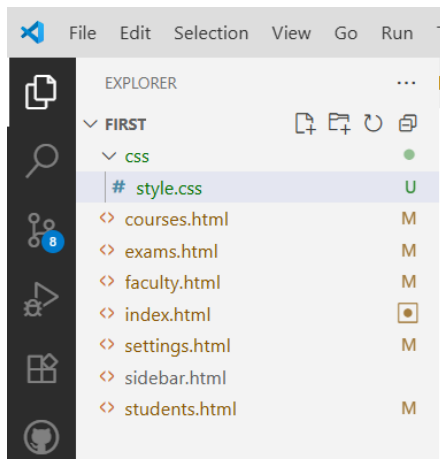 File Edit Selection View Go Run
EXPLORER ...
FIRST
css
# style.css U
<> courses.html M
<> exams.html M
<> faculty.html M
<> index.html
<> settings.html M
<> sidebar.html
<> students.html M
8